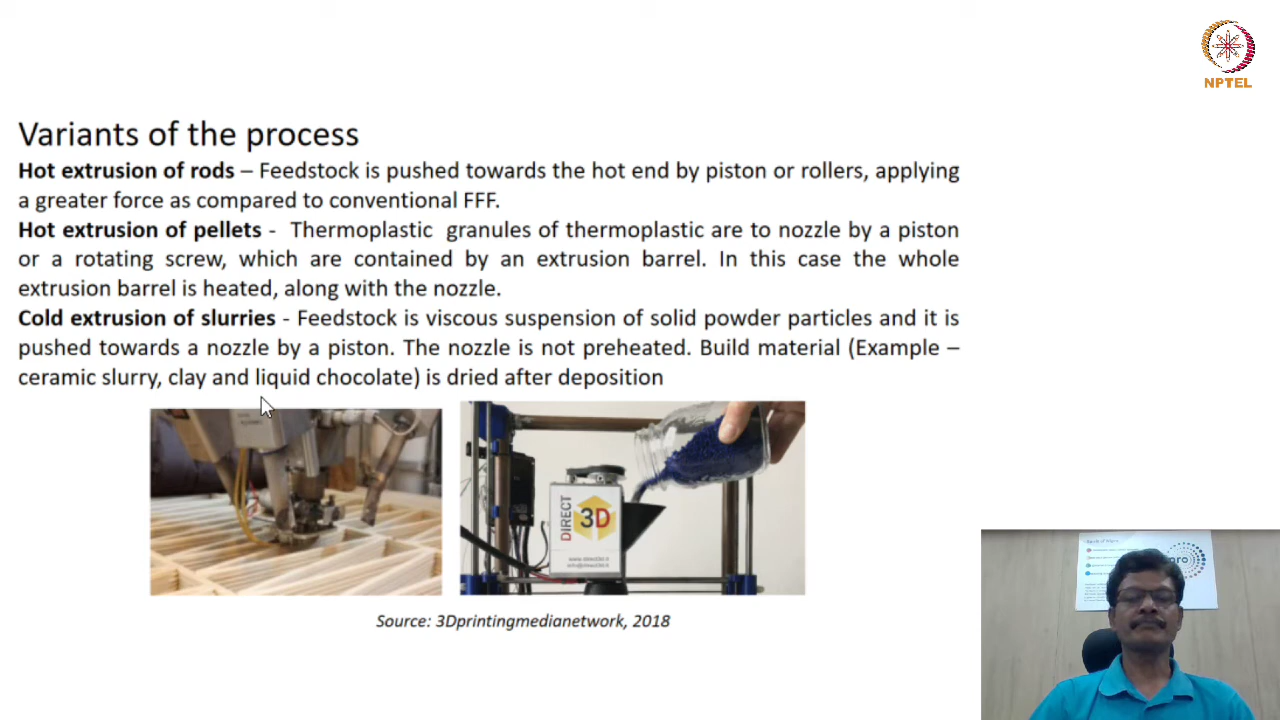 NPTEL
Variants of the process
Hot extrusion of rods – Feedstock is pushed towards the hot end by piston or rollers, applying
a greater force as compared to conventional FFF.
Hot extrusion of pellets - Thermoplastic granules of thermoplastic are to nozzle by a piston
or a rotating screw, which are contained by an extrusion barrel. In this case the whole
extrusion barrel is heated, along with the nozzle.
Cold extrusion of slurries - Feedstock is viscous suspension of solid powder particles and it is
pushed towards a nozzle by a piston. The nozzle is not preheated. Build material (Example –
ceramic slurry, clay and liquid chocolate) is dried after deposition
DIRECT
3D
Source: 3Dprintingmedianetwork, 2018